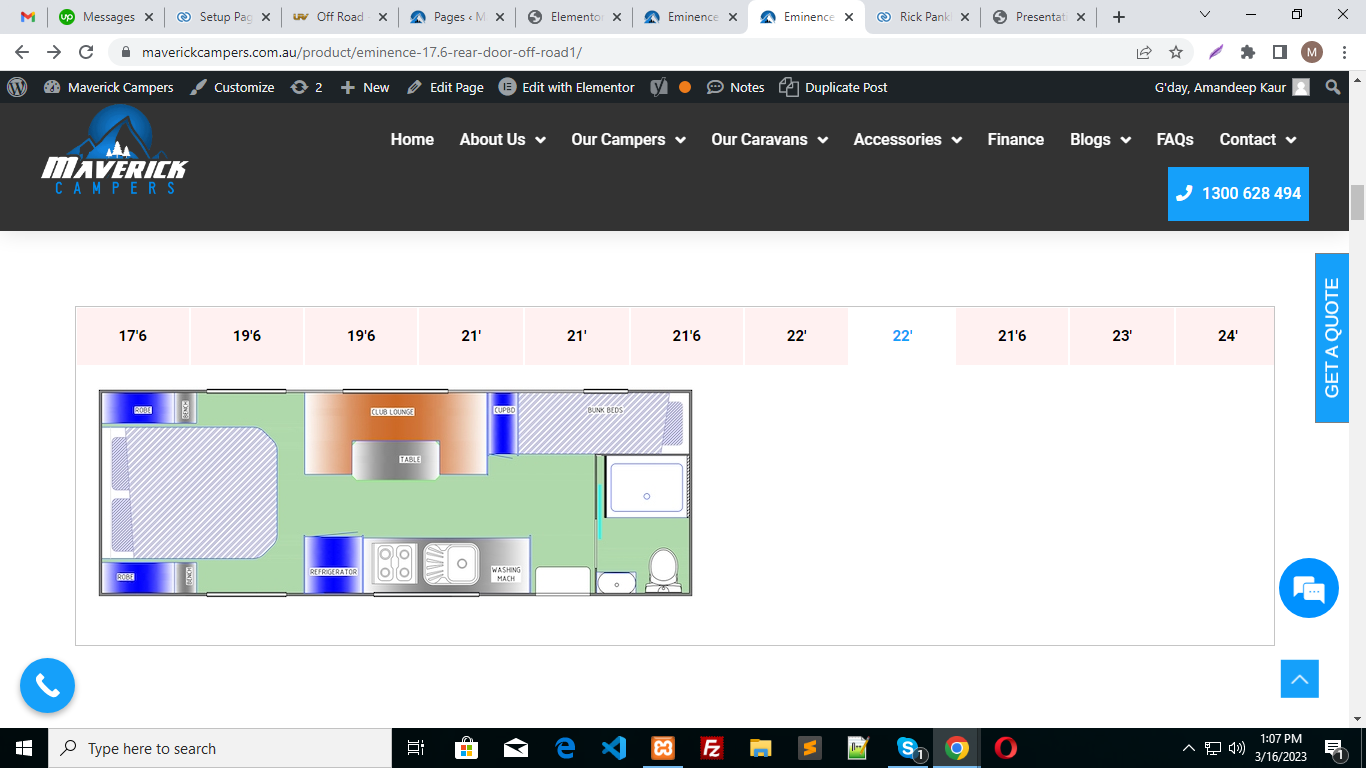 Messages
Setup Pag
Off Road
Pages ‹ M
Elementor
Eminence
Eminence
Rick Pankl
Presentati
maverickcampers.com.au/product/eminence-17.6-rear-door-off-road1/
M
Maverick Campers
Customize
2
New
Edit Page
Edit with Elementor
Notes
Duplicate Post
G'day, Amandeep Kaur
MAVERICK
CAMPERS
Home
About Us
Our Campers
Our Caravans
Accessories
Finance
Blogs
FAQs
Contact
1300 628 494
GET A QUOTE
17'6
19'6
19'6
21'
21'
21'6
22'
22'
21'6
23'
24'
ROBE
BENCH
CLUB LOUNGE
CUPBD
BUNK BEDS
TABLE
REFRIGERATOR
WASHING
MACH
ROBE
BENCH
Type here to search
1
1:07 PM
3/16/2023
1